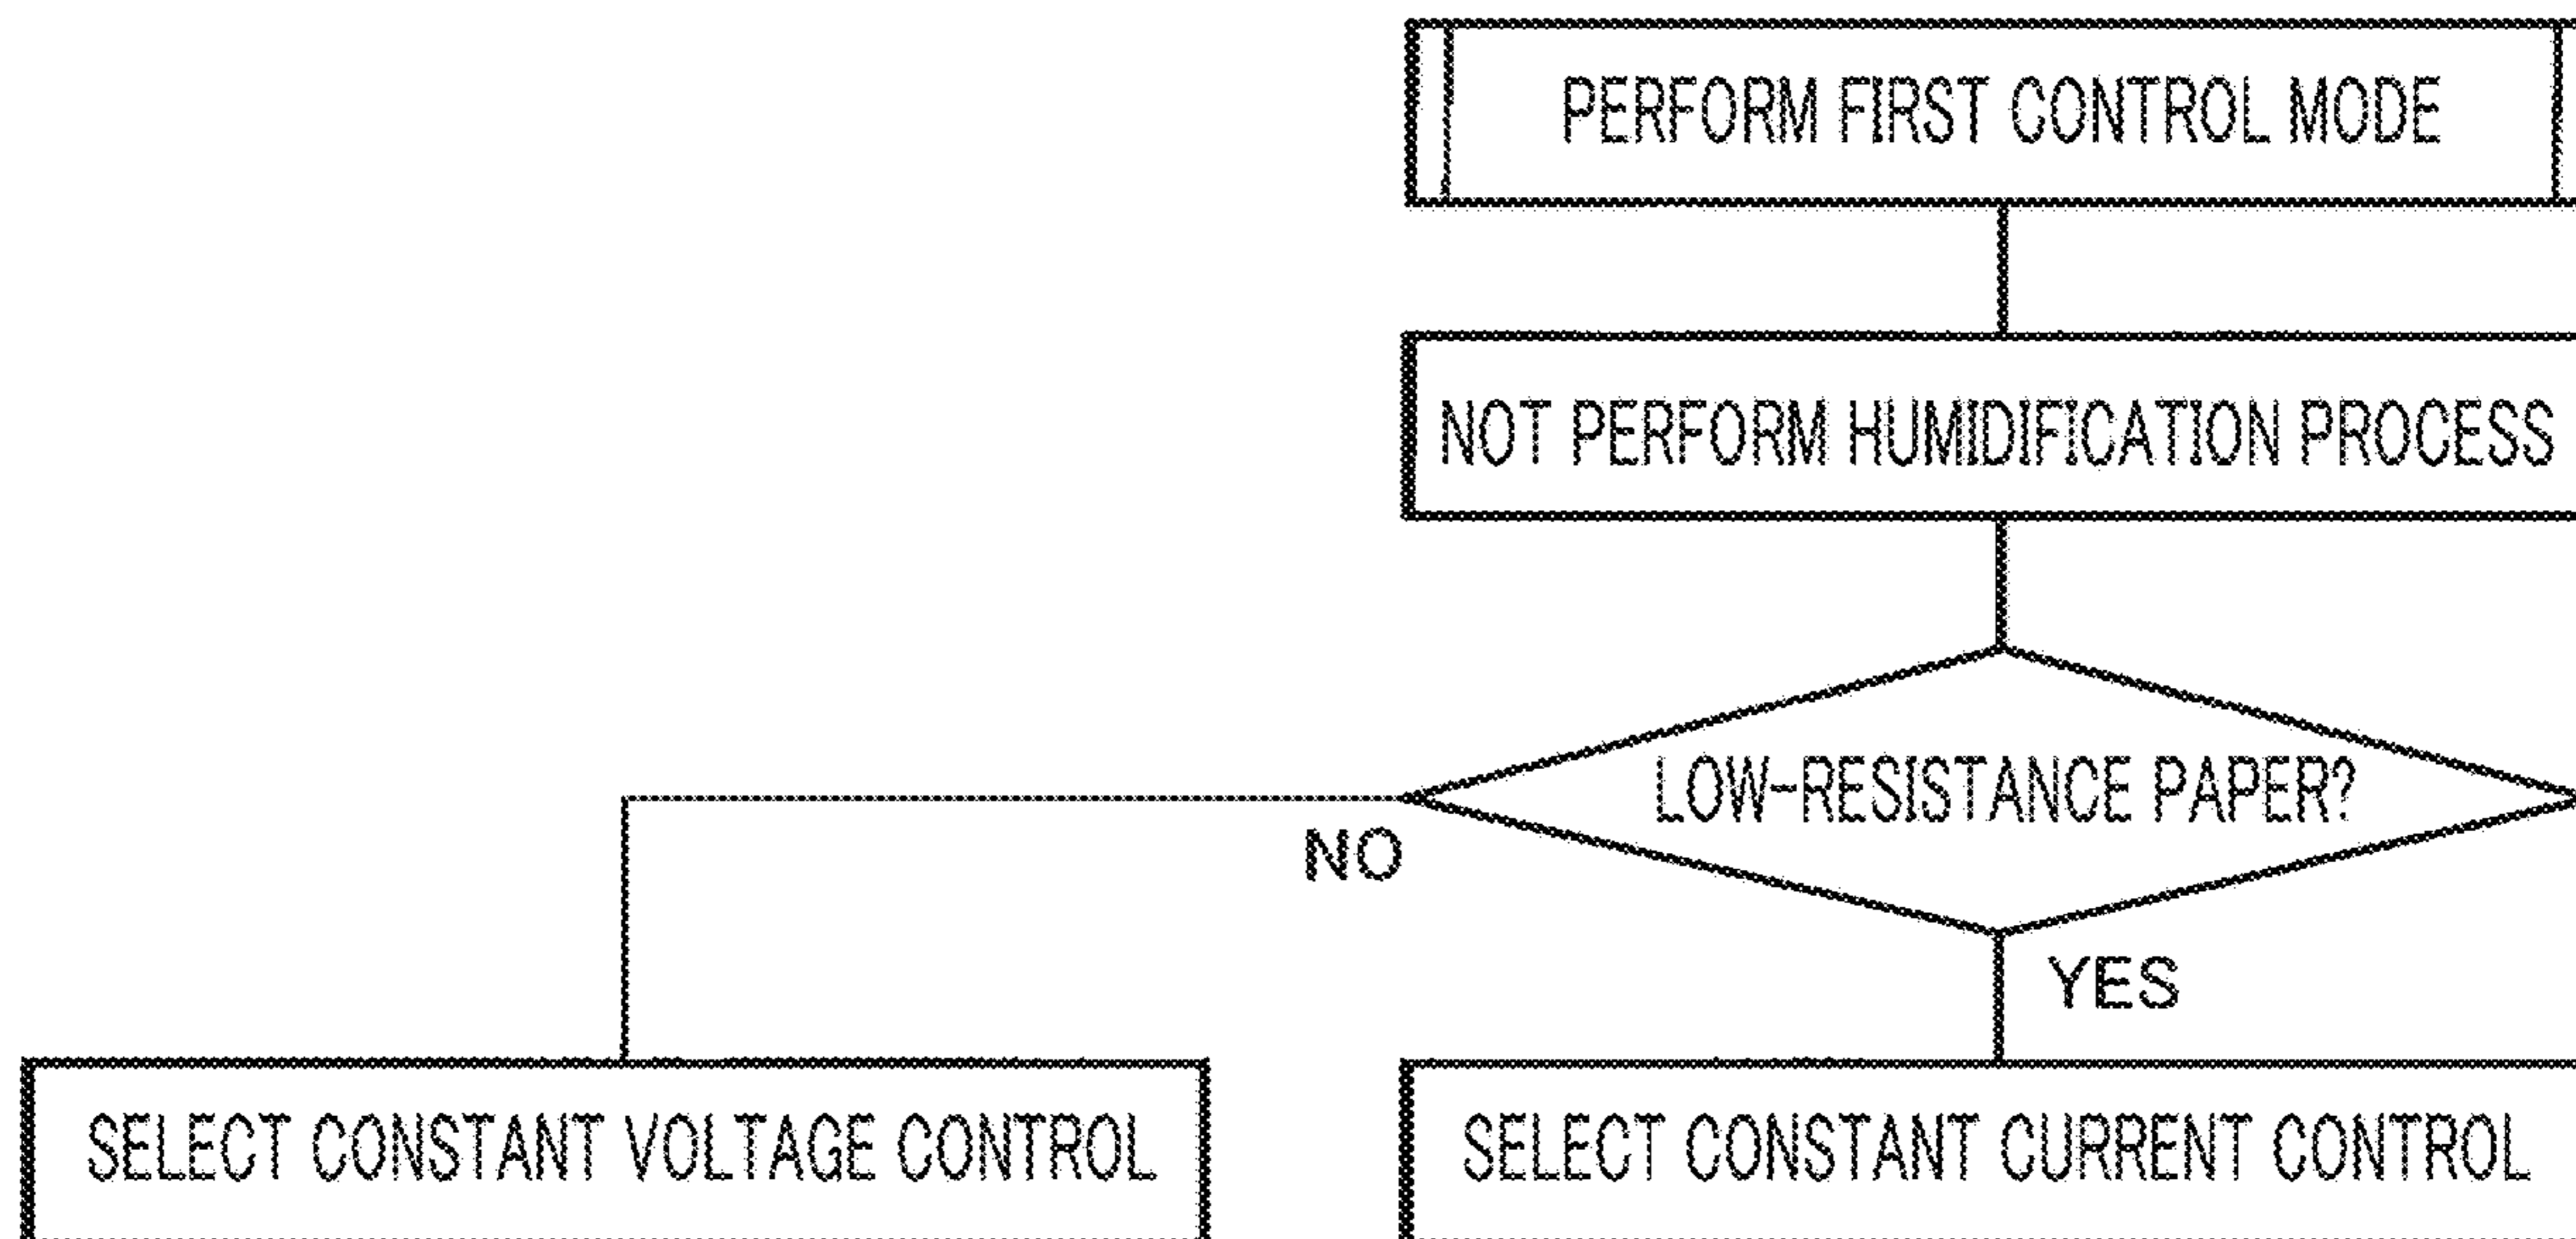 PERFORM FIRST CONTROL MODE
NOT PERFORM HUMIDIFICATION PROCESS
LOW-RESISTANCE PAPER?
NO
YES
SELECT CONSTANT VOLTAGE CONTROL
SELECT CONSTANT CURRENT CONTROL